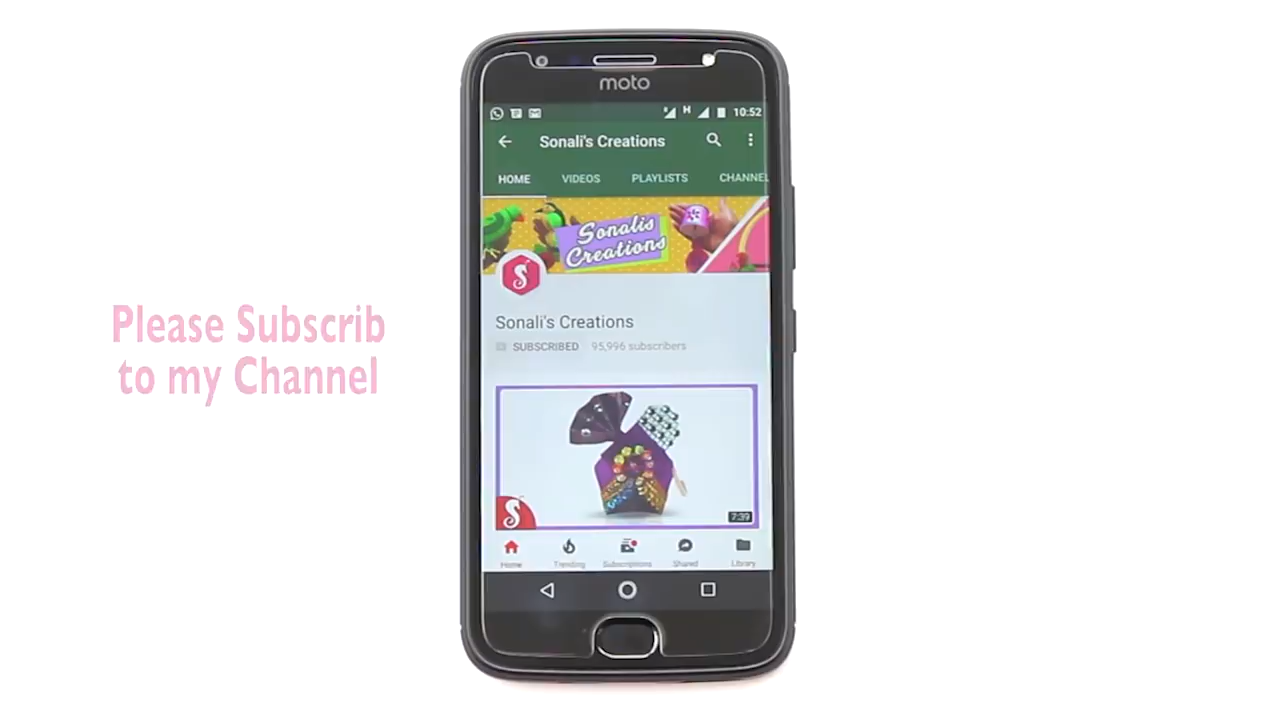 moto
10:52
Sonali's Creations
HOME VIDEOS PLAYLISTS CHANNEL
Sonalis
Creations
S
Sonali's Creations
SUBSCRIBED 95,996 subscribers
Please Subscrib
to my Channel
S
7:39
Home Trending Subscriptions Shared Library